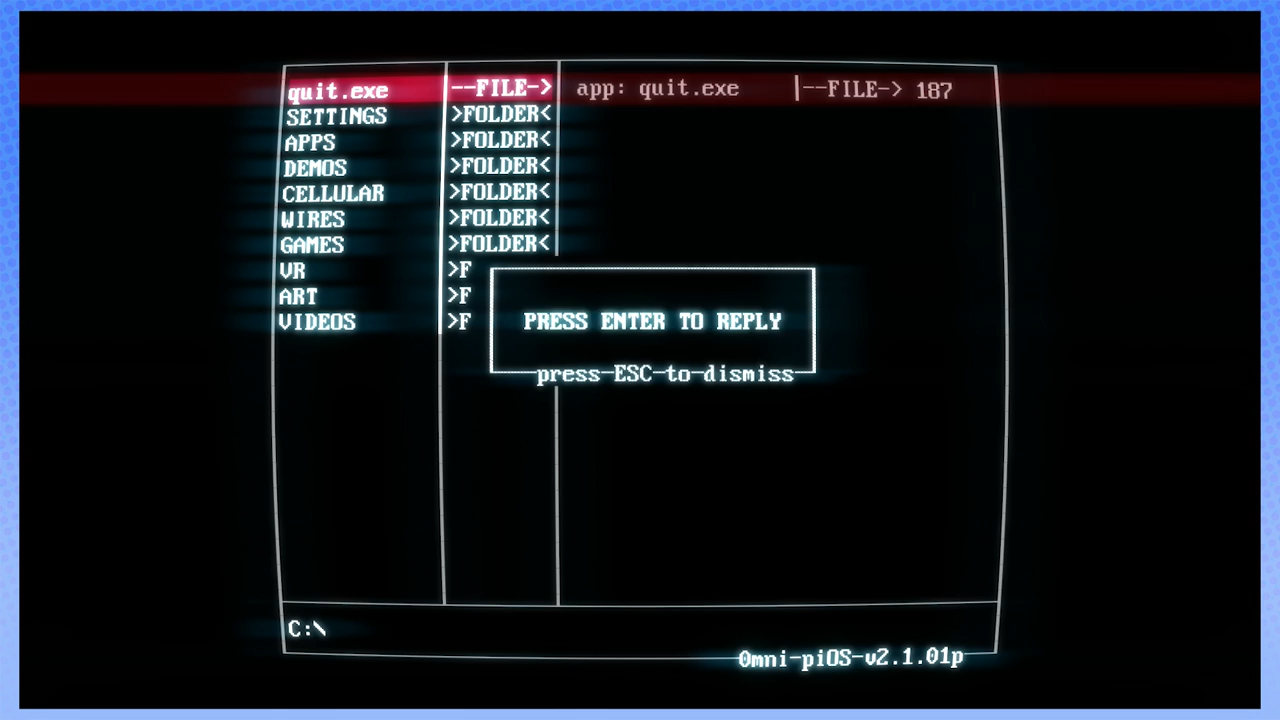 quit.exe --FILE-> app: quit.exe |--FILE-> 187
SETTINGS >FOLDER<
APPS >FOLDER<
DEMOS >FOLDER<
CELLULAR >FOLDER<
WIRES >FOLDER<
GAMES >FOLDER<
VR >F
ART >F
VIDEOS >F
PRESS ENTER TO REPLY
press-ESC-to-dismiss
C:\
Omni-piOS-v2.1.01p